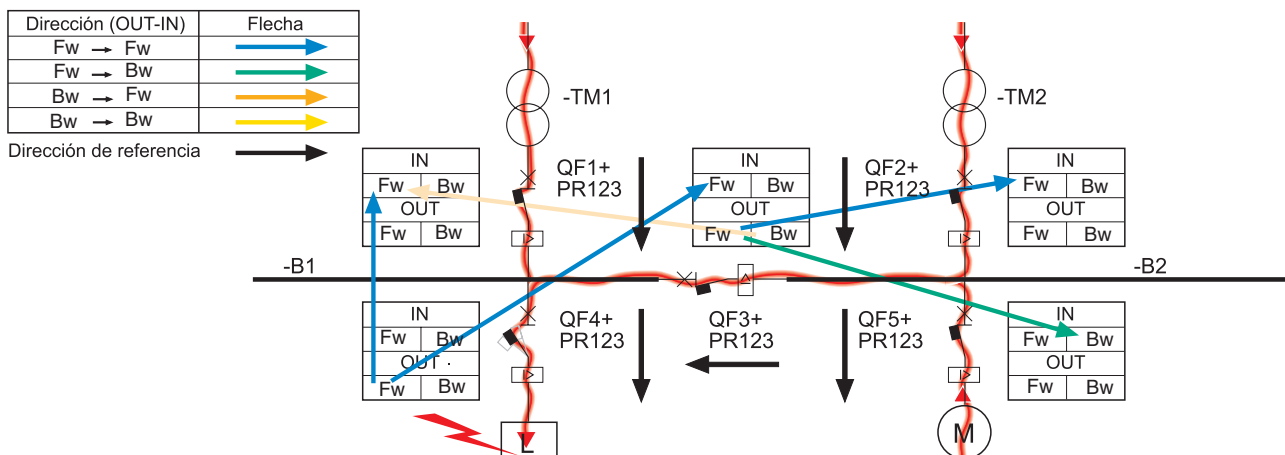 Dirección (OUT-IN) Flecha
Fw → Fw
Fw → Bw
Bw → Fw
Bw → Bw
Dirección de referencia
-TM1
-TM2
IN
Fw Bw
OUT
Fw Bw
QF1+
PR123
IN
Fw Bw
OUT
Fw Bw
QF2+
PR123
IN
Fw Bw
OUT
Fw Bw
-B1
-B2
IN
Fw Bw
OUT
Fw Bw
QF4+
PR123
QF3+
PR123
QF5+
PR123
IN
Fw Bw
OUT
Fw Bw
L
M